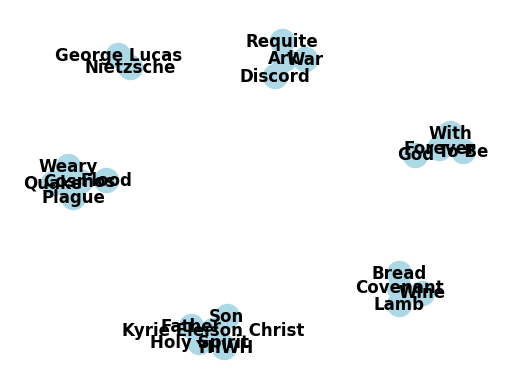 Requite
George Lucas
War
Nietzsche
Discord
With
Forever
To Be
God
Weary
Flood
Quake
Cosmos
Plague
Bread
Covenant
Wine
Lamb
Son
Father
Kyrie Eleison Christ
Holy Spirit
YHWH